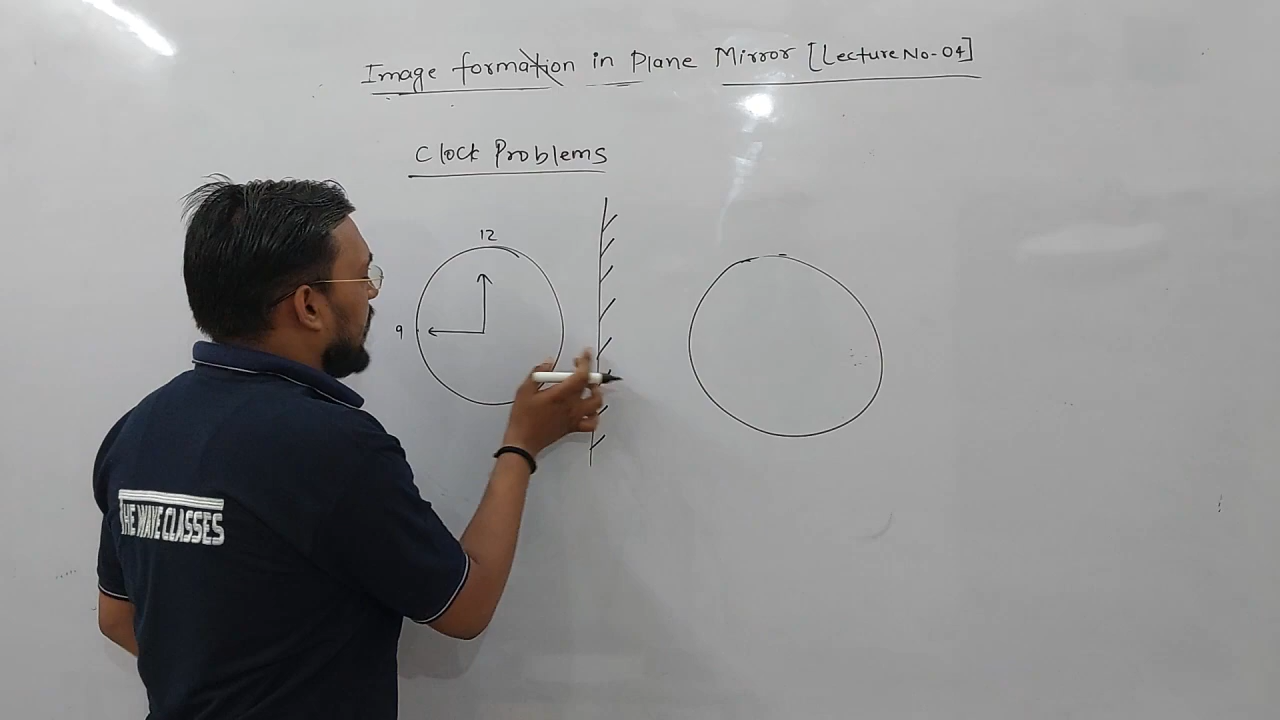 Image formation in Plane Mirror [Lecture No-04]
Clock Problems
12
9
THE WAVE CLASSES